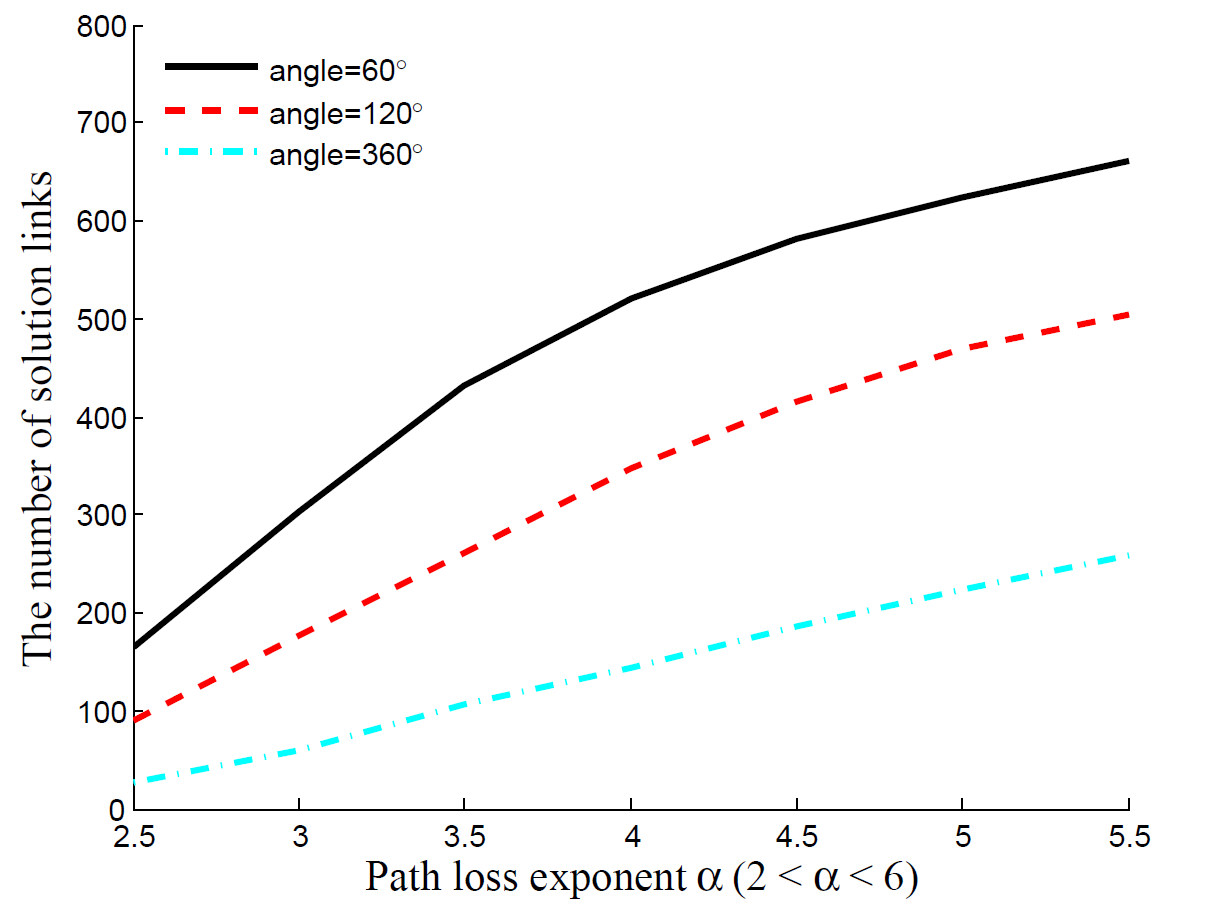 800
700
600
500
400
300
200
100
0
The number of solution links
angle=60°
angle=120°
angle=360°
2.5 3 3.5 4 4.5 5 5.5
Path loss exponent α (2 < α < 6)